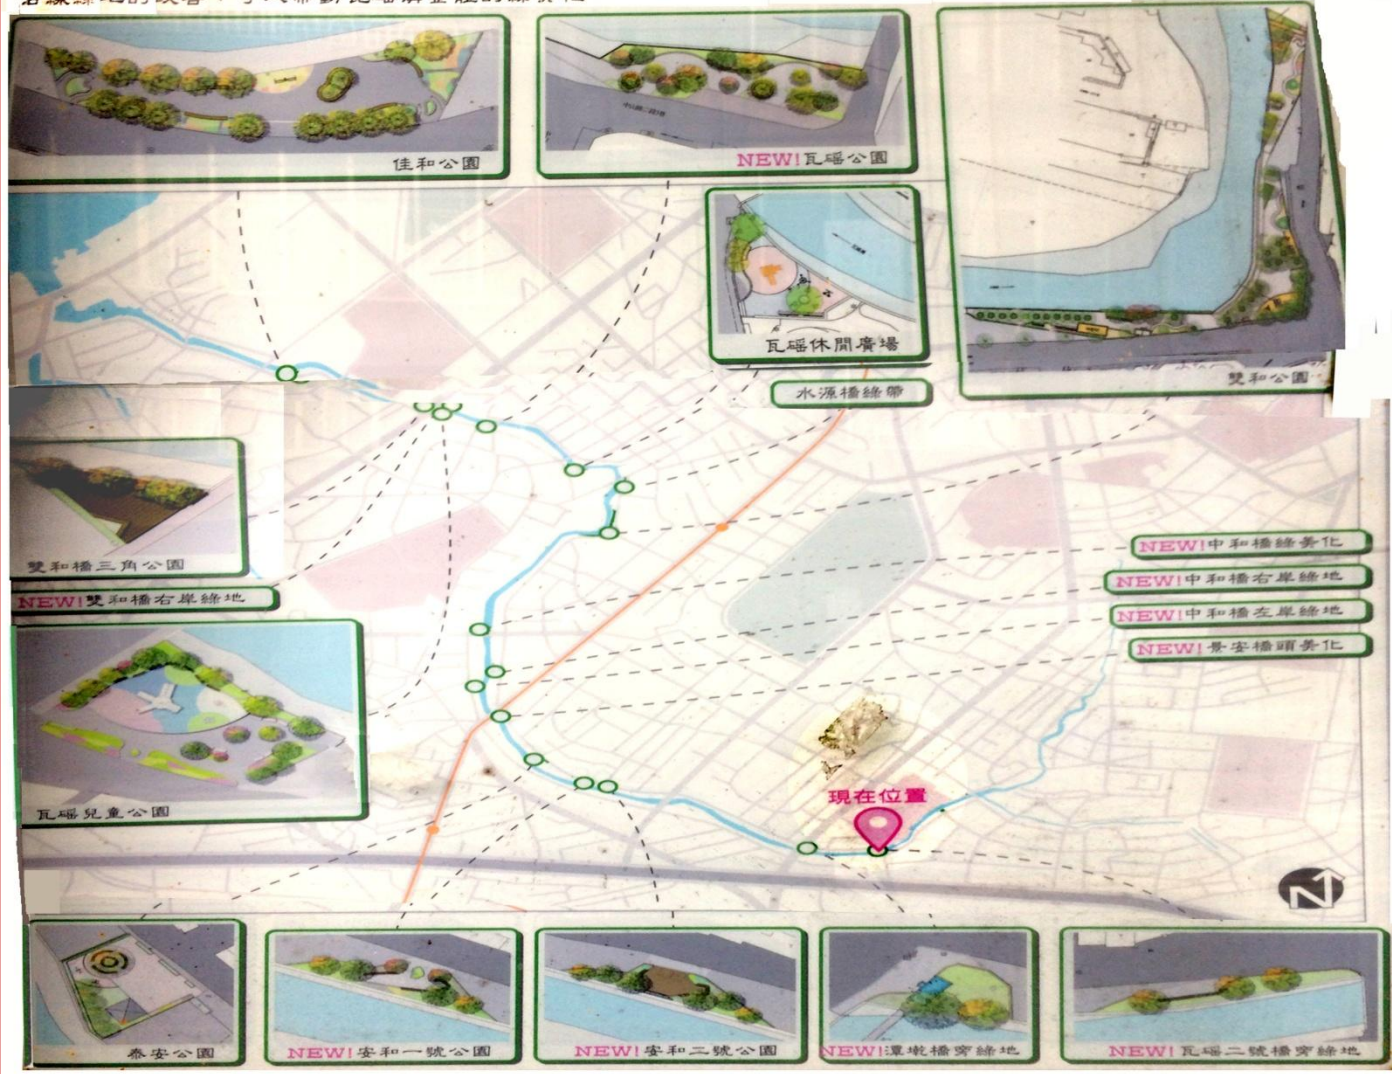 佳和公園
NEW!瓦磘公園
瓦磘休閒廣場
水源橋綠帶
雙和公園
雙和橋三角公園
NEW!雙和橋右岸綠地
瓦磘兒童公園
NEW!中和橋綠美化
NEW!中和橋右岸綠地
NEW!中和橋左岸綠地
NEW!景安橋頭美化
現在位置
N
泰安公園
NEW!安和一號公園
NEW!安和二號公園
NEW!潭墘橋旁綠地
NEW!瓦磘二號橋旁綠地